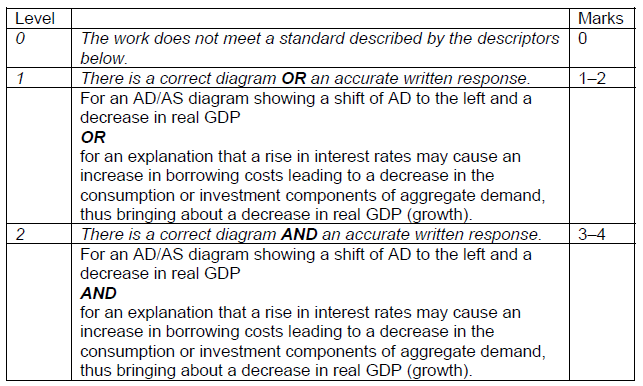 Level Marks
0 The work does not meet a standard described by the descriptors 0
below.
1 There is a correct diagram OR an accurate written response. 1–2
For an AD/AS diagram showing a shift of AD to the left and a
decrease in real GDP
OR
for an explanation that a rise in interest rates may cause an
increase in borrowing costs leading to a decrease in the
consumption or investment components of aggregate demand,
thus bringing about a decrease in real GDP (growth).
2 There is a correct diagram AND an accurate written response. 3–4
For an AD/AS diagram showing a shift of AD to the left and a
decrease in real GDP
AND
for an explanation that a rise in interest rates may cause an
increase in borrowing costs leading to a decrease in the
consumption or investment components of aggregate demand,
thus bringing about a decrease in real GDP (growth).